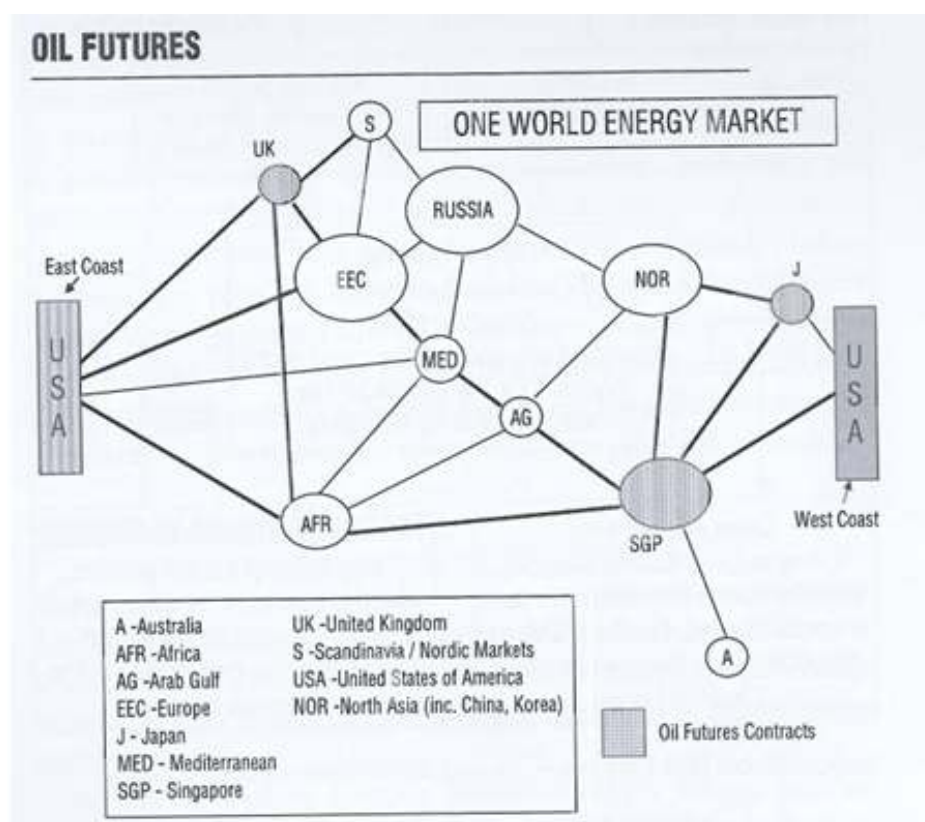 OIL FUTURES
ONE WORLD ENERGY MARKET
S
UK
RUSSIA
East Coast
EEC
NOR
J
USA
MED
USA
AG
AFR
SGP
West Coast
A
A -Australia
AFR -Africa
AG -Arab Gulf
EEC -Europe
J - Japan
MED - Mediterranean
SGP - Singapore
UK -United Kingdom
S -Scandinavia / Nordic Markets
USA -United States of America
NOR -North Asia (inc. China, Korea)
Oil Futures Contracts